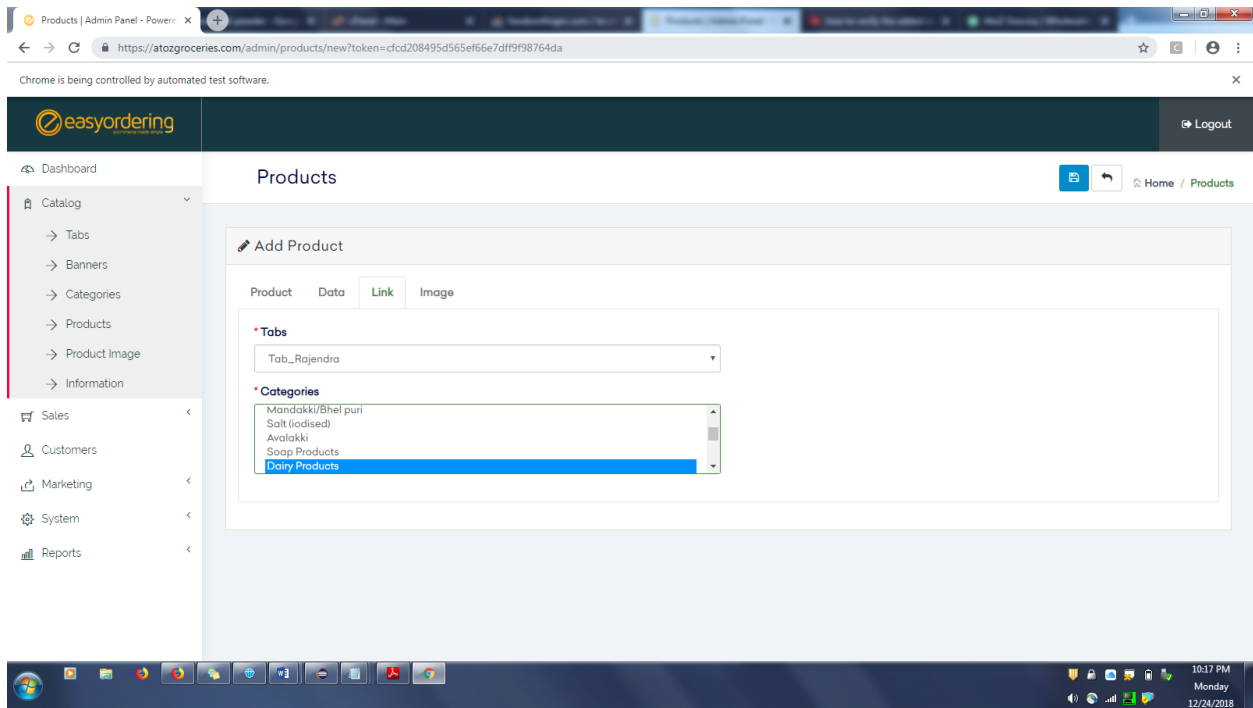 Products | Admin Panel - Powere
https://atozgroceries.com/admin/products/new?token=cfcd208495d565ef66e7dff9f98764da
Chrome is being controlled by automated test software.
easyordering
Logout
Dashboard
Products
Home / Products
Catalog
Tabs
Banners
Categories
Products
Product Image
Information
Sales
Customers
Marketing
System
Reports
Add Product
Product Data Link Image
*Tabs
Tab_Rajendra
*Categories
Mandakki/Bhel puri
Salt (iodised)
Avalakki
Soap Products
Dairy Products
10:17 PM
Monday
12/24/2018